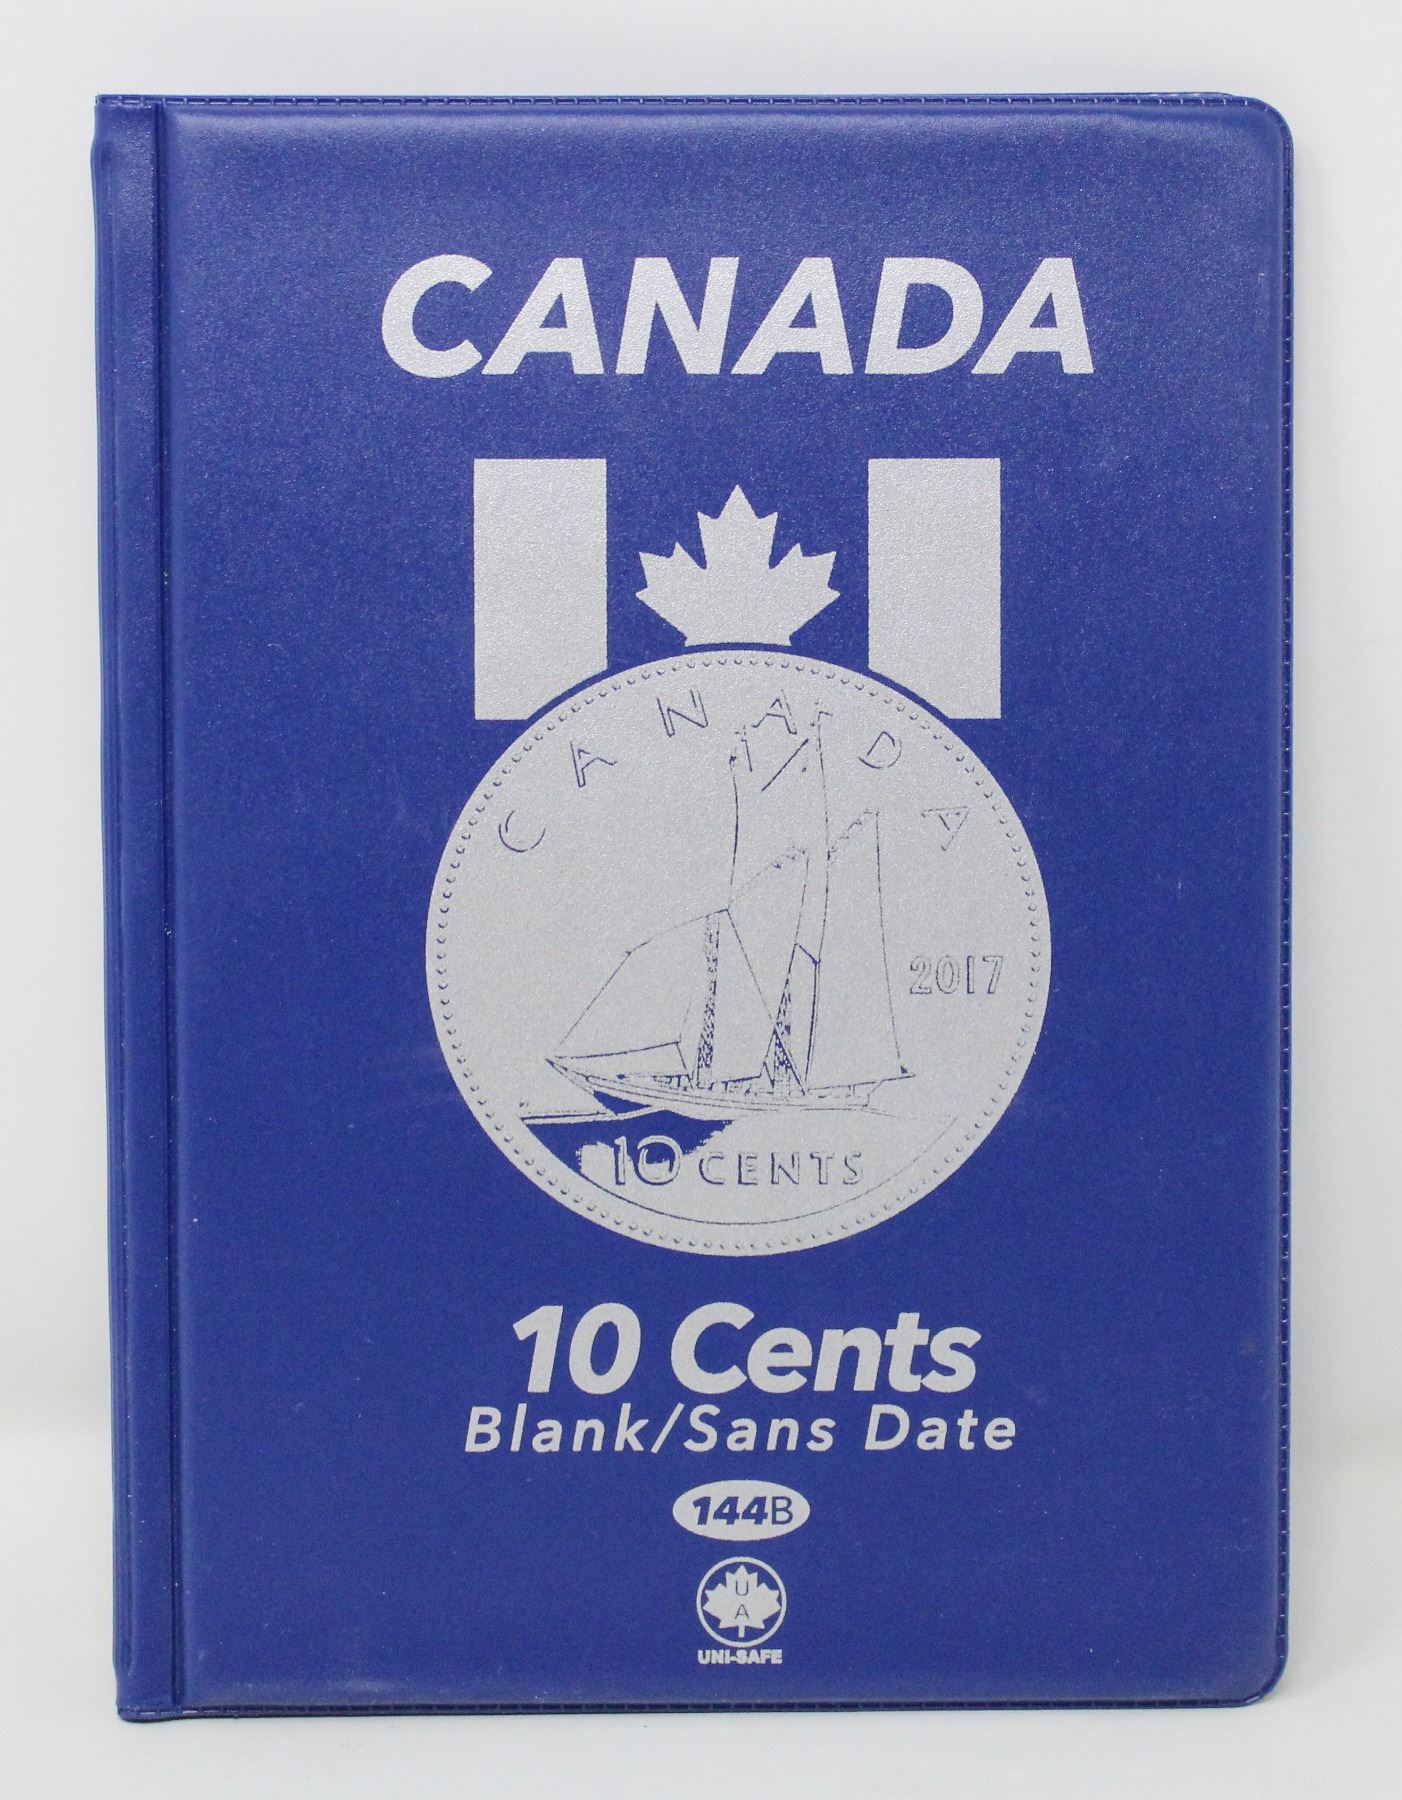 CANADA
CANADA
2017
10 CENTS
10 Cents
Blank/Sans Date
144B
U
A
UNI-SAFE